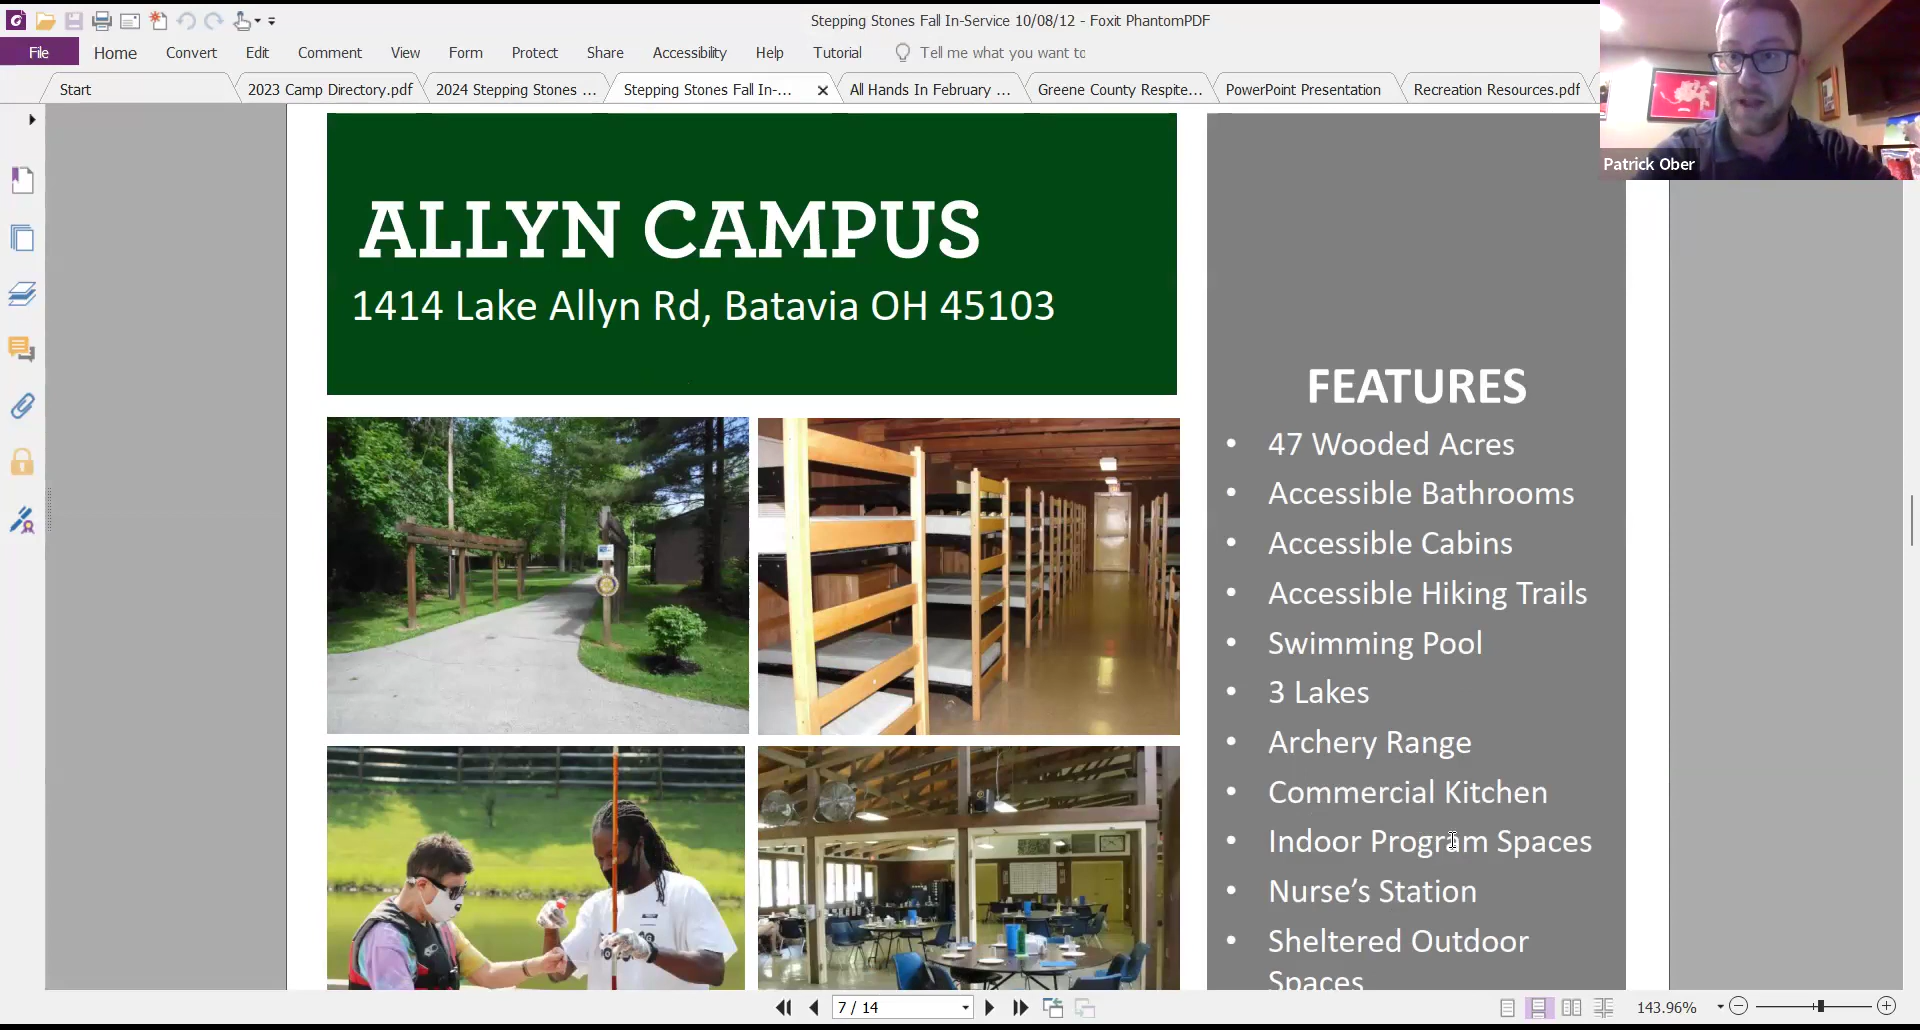 Stepping Stones Fall In-Service 10/08/12 - Foxit PhantomPDF
File Home Convert Edit Comment View Form Protect Share Accessibility Help Tutorial Tell me what you want to
Start 2023 Camp Directory.pdf 2024 Stepping Stones ... Stepping Stones Fall In-... All Hands In February ... Greene County Respite... PowerPoint Presentation Recreation Resources.pdf
Patrick Ober
ALLYN CAMPUS
1414 Lake Allyn Rd, Batavia OH 45103
FEATURES
• 47 Wooded Acres
• Accessible Bathrooms
• Accessible Cabins
• Accessible Hiking Trails
• Swimming Pool
• 3 Lakes
• Archery Range
• Commercial Kitchen
• Indoor Program Spaces
• Nurse’s Station
• Sheltered Outdoor
Spaces
7 / 14
143.96%